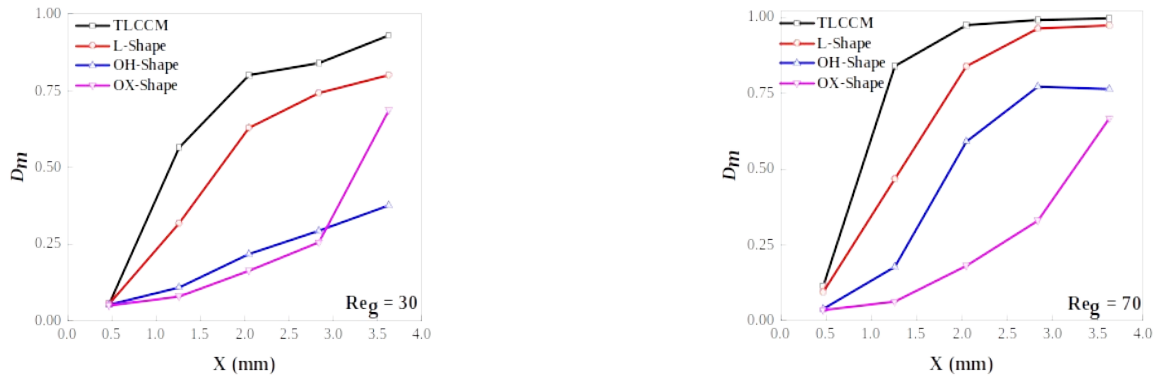 1.00
0.75
0.50
0.25
0.00
Dm
TLCCM
L-Shape
OH-Shape
OX-Shape
Reg = 30
0.0 0.5 1.0 1.5 2.0 2.5 3.0 3.5 4.0
X (mm)
1.00
0.75
0.50
0.25
0.00
Dm
TLCCM
L-Shape
OH-Shape
OX-Shape
Reg = 70
0.0 0.5 1.0 1.5 2.0 2.5 3.0 3.5 4.0
X (mm)